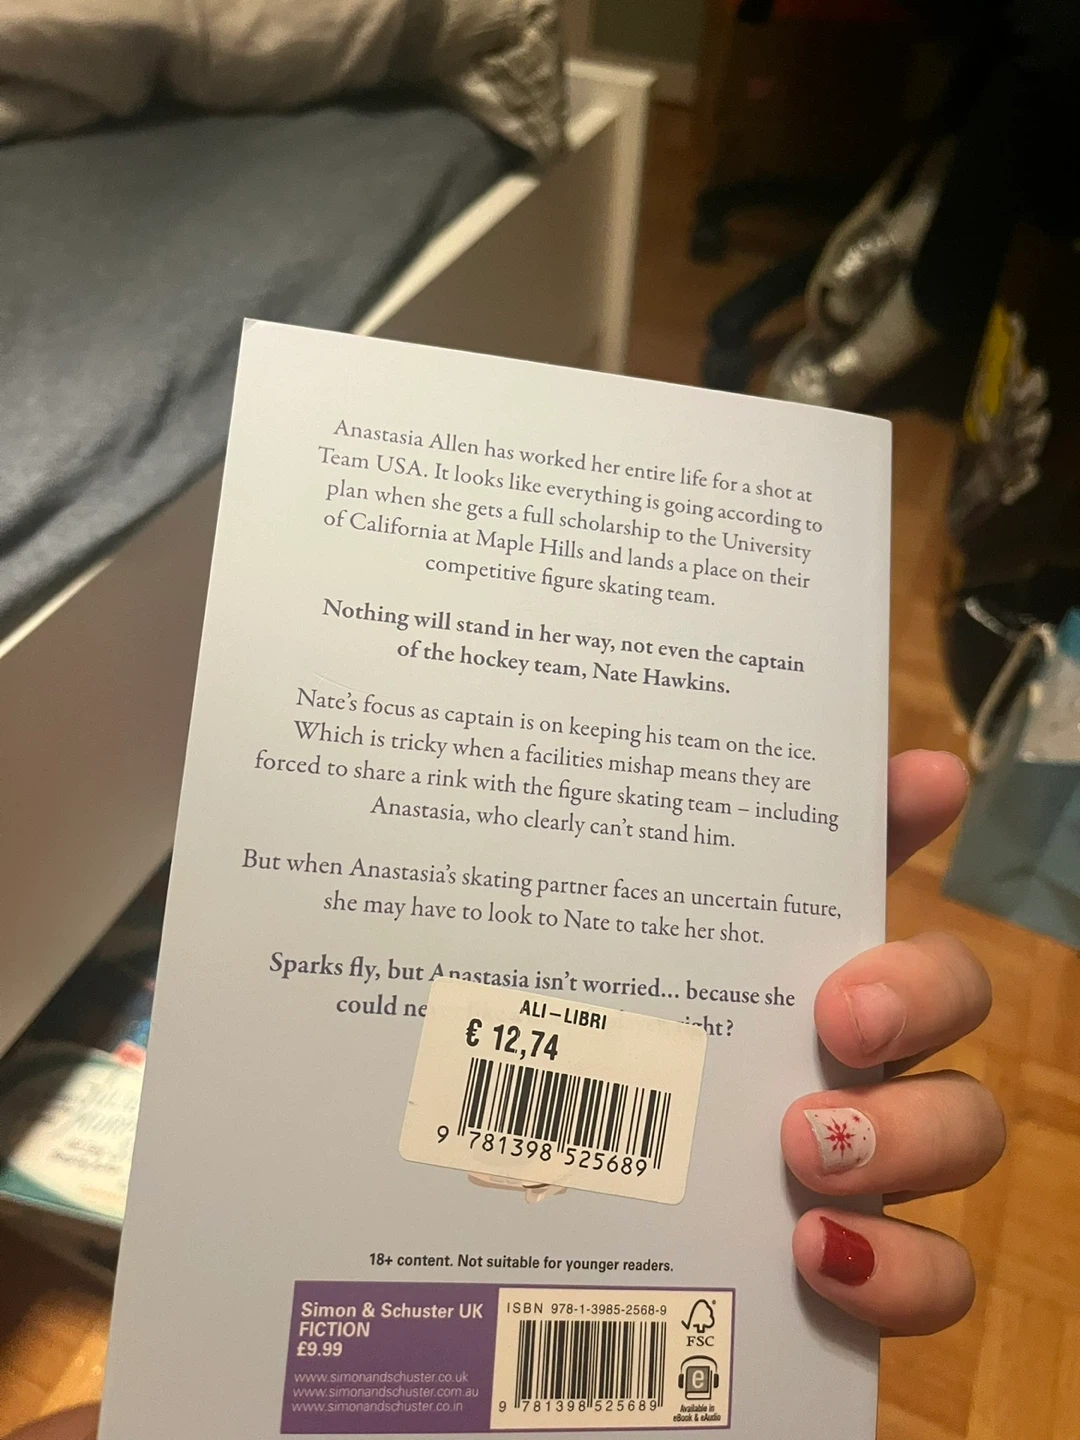 Anastasia Allen has worked her entire life for a shot at
Team USA. It looks like everything is going according to
plan when she gets a full scholarship to the University
of California at Maple Hills and lands a place on their
competitive figure skating team.
Nothing will stand in her way, not even the captain
of the hockey team, Nate Hawkins.
Nate's focus as captain is on keeping his team on the ice.
Which is tricky when a facilities mishap means they are
forced to share a rink with the figure skating team – including
Anastasia, who clearly can't stand him.
But when Anastasia's skating partner faces an uncertain future,
she may have to look to Nate to take her shot.
Sparks fly, but Anastasia isn't worried... because she
could
ALI-LIBRI
€ 12,74
9 781398 525689
18+ content. Not suitable for younger readers.
Simon & Schuster UK
FICTION
£9.99
www.simonandschuster.co.uk
www.simonandschuster.com.au
www.simonandschuster.co.in
ISBN 978-1-3985-2568-9
9 781398 525689
FSC
e
Available in
eBook & eAudio